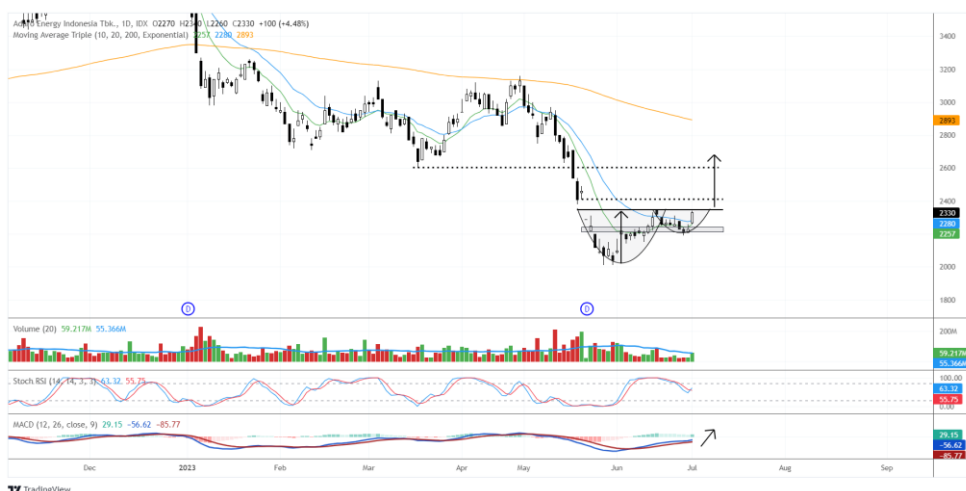 Energy Indonesia Tbk., 1D, IDX O2270 H2340 L2260 C2330 +100 (+4.48%)
Moving Average Triple (10, 20, 200, Exponential) 2257 2280 2893
3400
3200
3000
2893
2800
2600
2400
2330
2280
2257
2000
1800
D
D
Volume (20) 59.217M 55.366M
200M
59.217M
55.366M
Stoch RSI (14, 14, 3, 3) 63.32 55.75
100.00
63.32
55.75
0.00
MACD (12, 26, close, 9) 29.15 -56.62 -85.77
29.15
-56.62
-85.77
Dec 2023 Feb Mar Apr May Jun Jul Aug Sep
TradingView